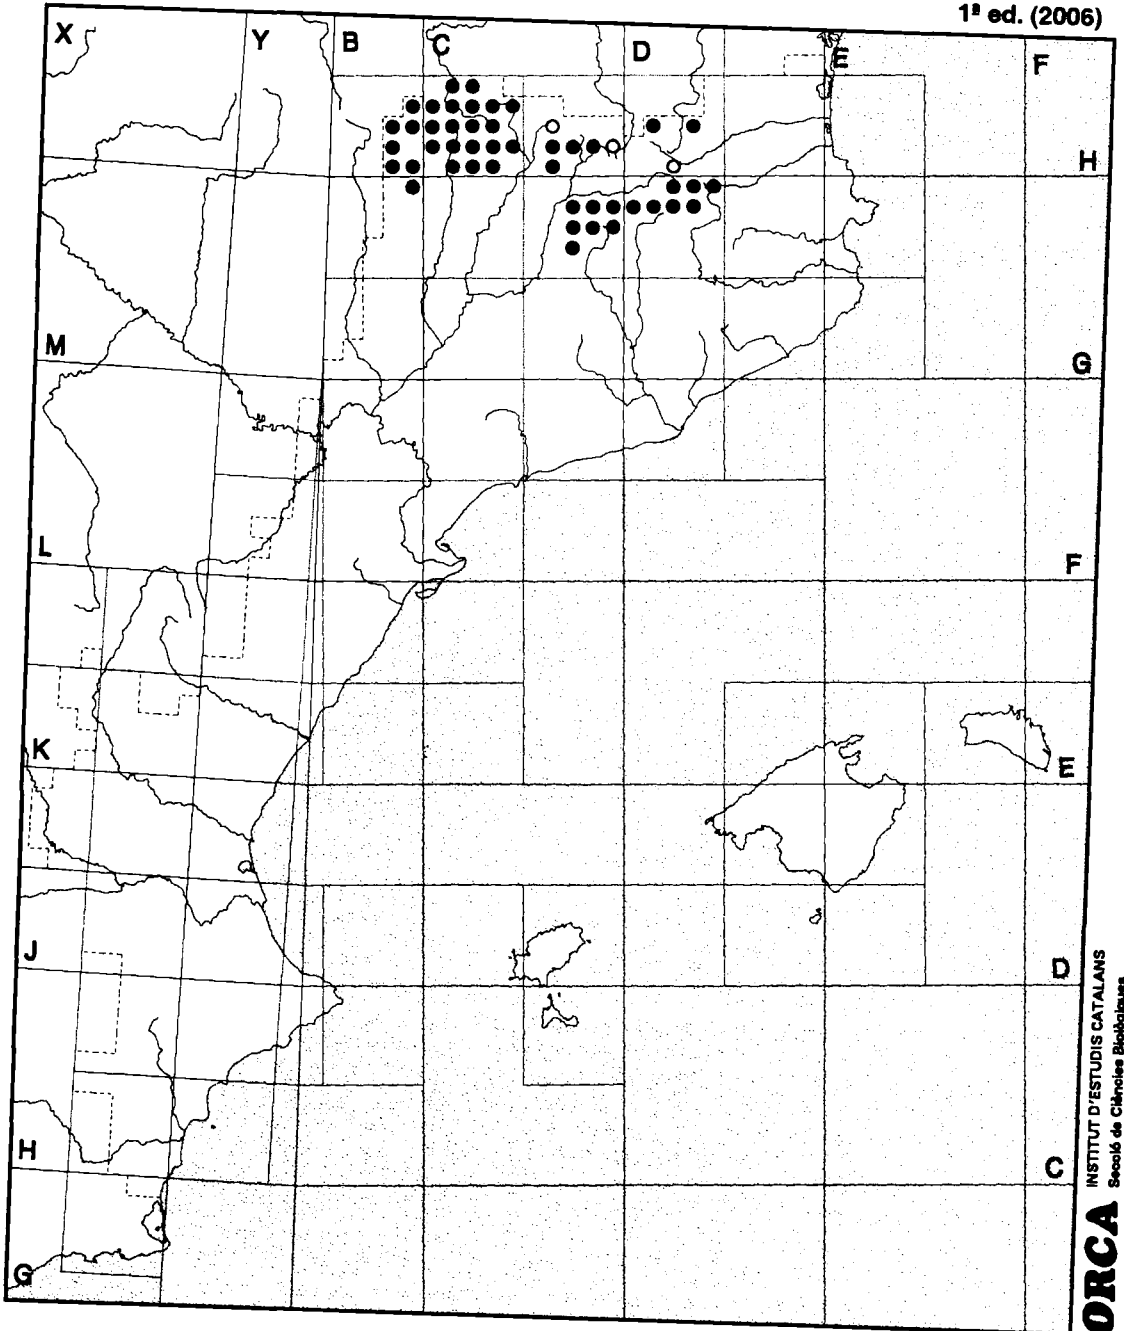 1ª ed. (2006)
X
Y
B
C
D
E
F
H
M
G
L
F
K
E
J
D
H
C
G
ORCA
INSTITUT D'ESTUDIS CATALANS
Secció de Ciències Biològiques